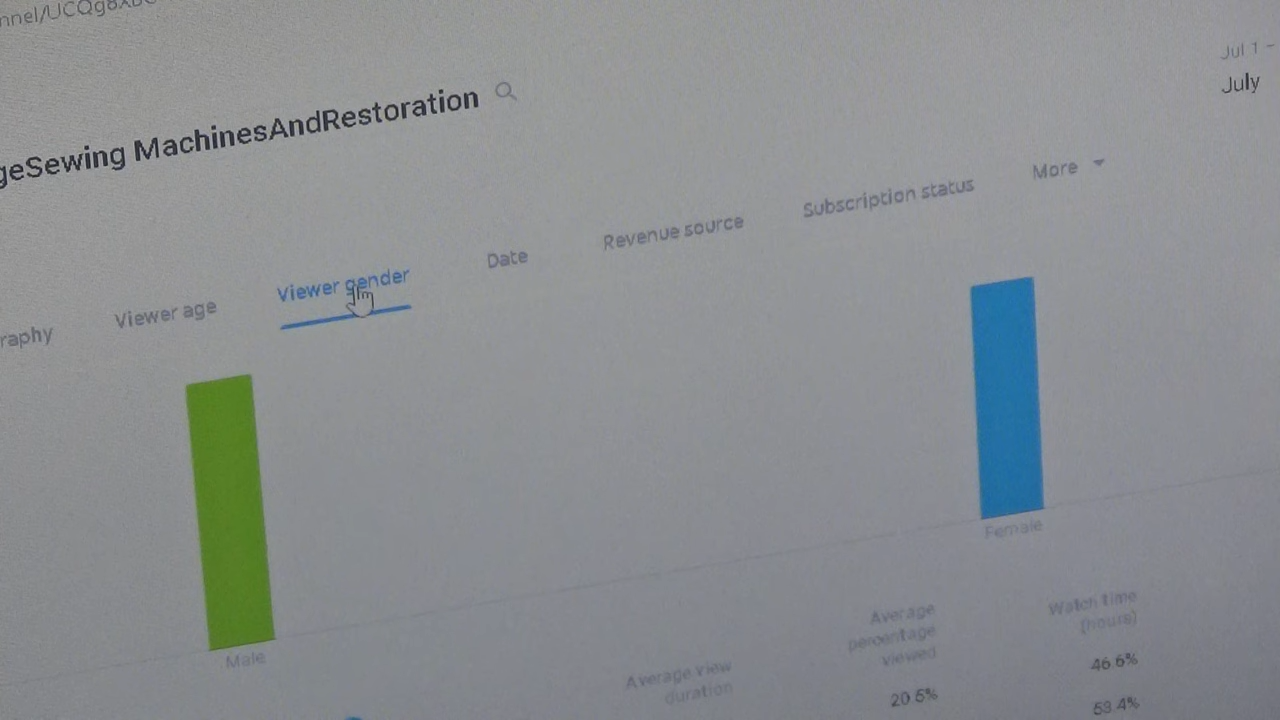 nnel/UCQg8X
Jul 1 –
July
geSewing MachinesAndRestoration
More
Subscription status
Revenue source
Date
Viewer gender
Viewer age
raphy
Female
Male
Watch time
(hours)
Average
percentage
viewed
Average view
duration
46.6%
20.5%
53.4%